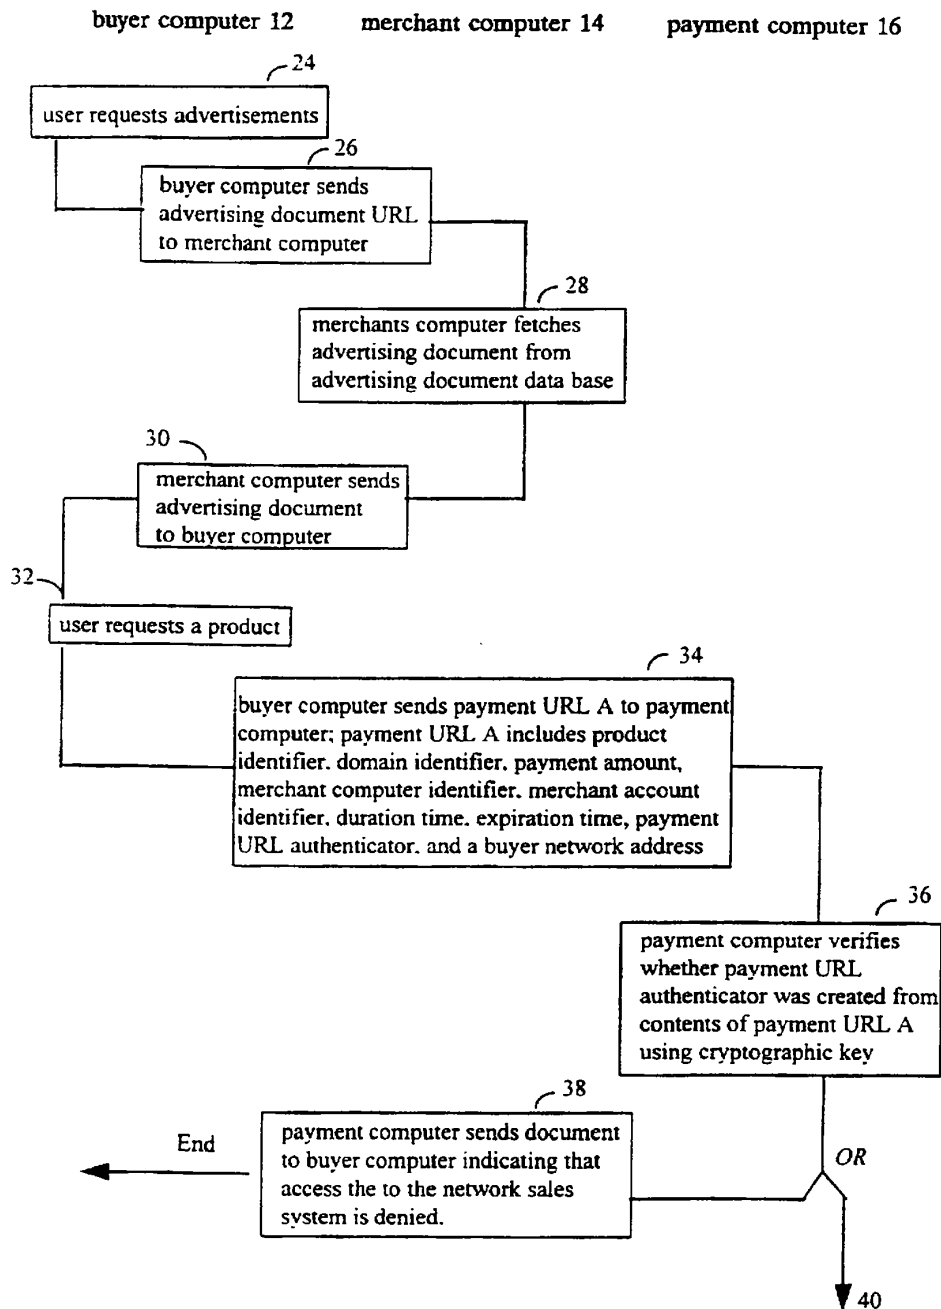 buyer computer 12 merchant computer 14 payment computer 16
24
user requests advertisements
26
buyer computer sends
advertising document URL
to merchant computer
28
merchants computer fetches
advertising document from
advertising document data base
30
merchant computer sends
advertising document
to buyer computer
32
user requests a product
34
buyer computer sends payment URL A to payment
computer; payment URL A includes product
identifier, domain identifier, payment amount,
merchant computer identifier, merchant account
identifier, duration time, expiration time, payment
URL authenticator, and a buyer network address
36
payment computer verifies
whether payment URL
authenticator was created from
contents of payment URL A
using cryptographic key
38
payment computer sends document
to buyer computer indicating that
access the to the network sales
system is denied.
End
OR
40